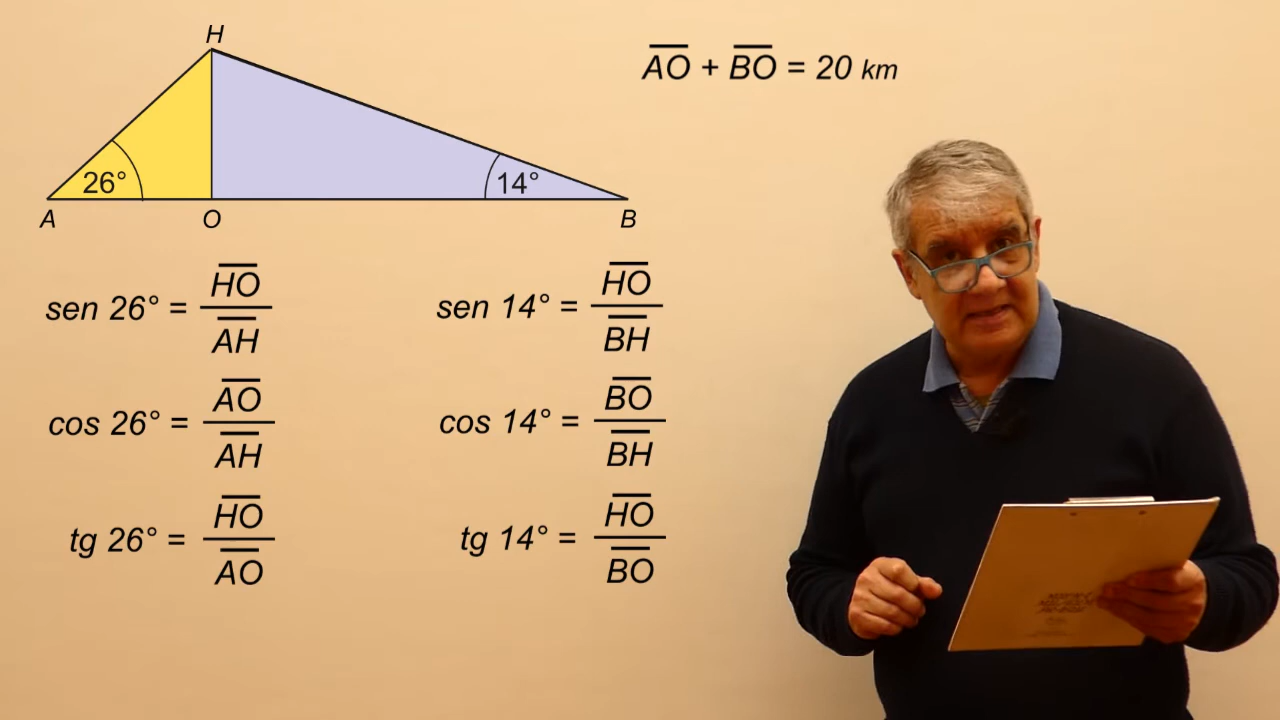 H
AO + BO = 20 km
26°
14°
A
O
B
sen 26° = HO / AH
sen 14° = HO / BH
cos 26° = AO / AH
cos 14° = BO / BH
tg 26° = HO / AO
tg 14° = HO / BO